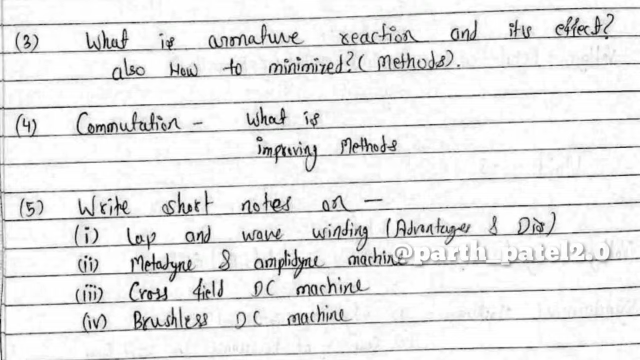 (3) What is armature reaction and its effect?
also How to minimized? (Methods).
(4) Commutation - What is
improving Methods
(5) Write short notes on -
(i) lap and wave winding (Advantages & Dis)
(ii) Metadyne & amplidyne machine
@parth_patel2.0
(iii) Cross field DC machine
(iv) Brushless DC machine